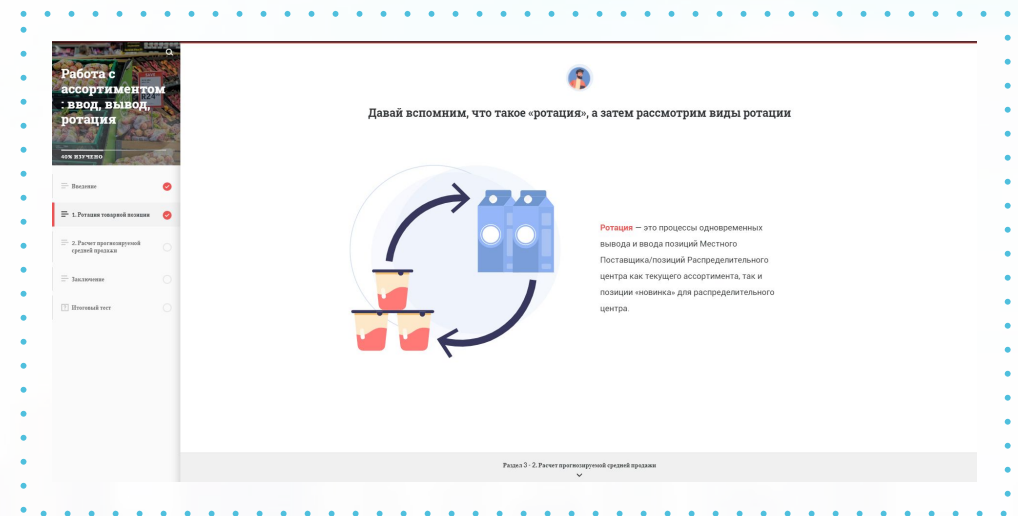 Работа с
ассортиментом
: ввод, вывод,
ротация
40% ИЗУЧЕНО
Введение
1. Ротация товарной позиции
2. Расчет прогнозируемой
средней продажи
Заключение
Итоговый тест
Давай вспомним, что такое «ротация», а затем рассмотрим виды ротации
Ротация — это процессы одновременных
вывода и ввода позиций Местного
Поставщика/позиций Распределительного
центра как текущего ассортимента, так и
позиции «новинка» для распределительного
центра.
Раздел 3 - 2. Расчет прогнозируемой средней продажи